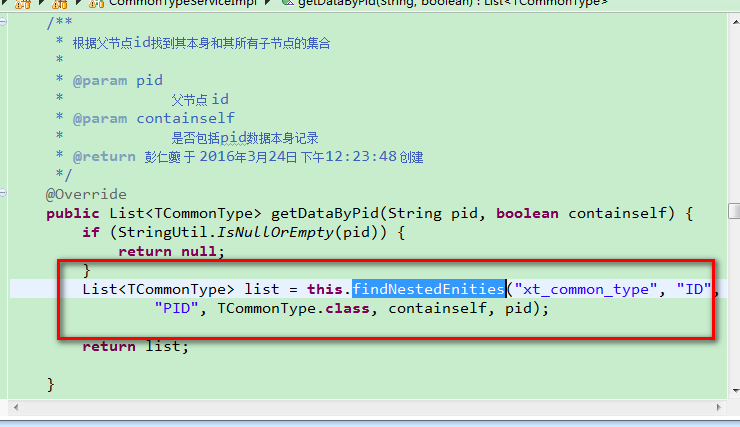 CommonTypeServiceImpl getDataByPid(String, boolean) : List<TCommonType>
/**
* 根据父节点id找到其本身和其所有子节点的集合
*
* @param pid
* 父节点 id
* @param containself
* 是否包括pid数据本身记录
* @return 彭仁夔 于 2016年3月24日 下午12:23:48 创建
*/
@Override
public List<TCommonType> getDataByPid(String pid, boolean containself) {
if (StringUtil.IsNullOrEmpty(pid)) {
return null;
}
List<TCommonType> list = this.findNestedEnities("xt_common_type", "ID",
"PID", TCommonType.class, containself, pid);
return list;
}